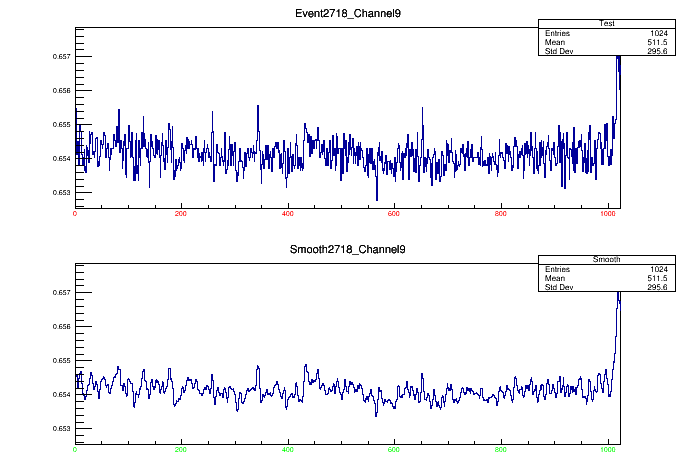 Event2718_Channel9
Test
Entries 1024
Mean 511.5
Std Dev 295.6
0.657
0.656
0.655
0.654
0.653
0 200 400 600 800 1000
Smooth2718_Channel9
Smooth
Entries 1024
Mean 511.5
Std Dev 295.6
0.657
0.656
0.655
0.654
0.653
0 200 400 600 800 1000